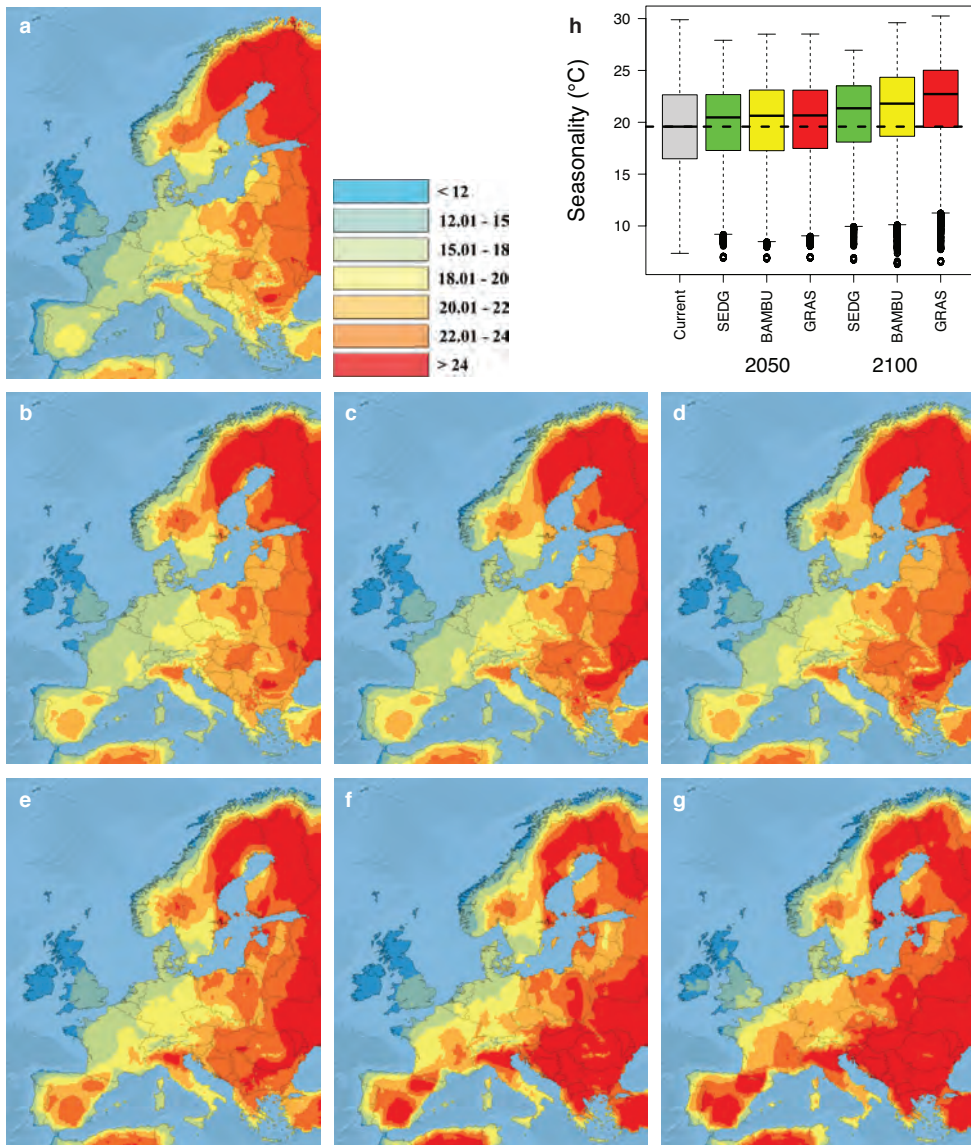 a
< 12
12.01 - 15
15.01 - 18
18.01 - 20
20.01 - 22
22.01 - 24
> 24
h
Seasonality (°C)
30
25
20
15
10
Current
SEDG
BAMBU
GRAS
SEDG
BAMBU
GRAS
2050
2100
b
c
d
e
f
g